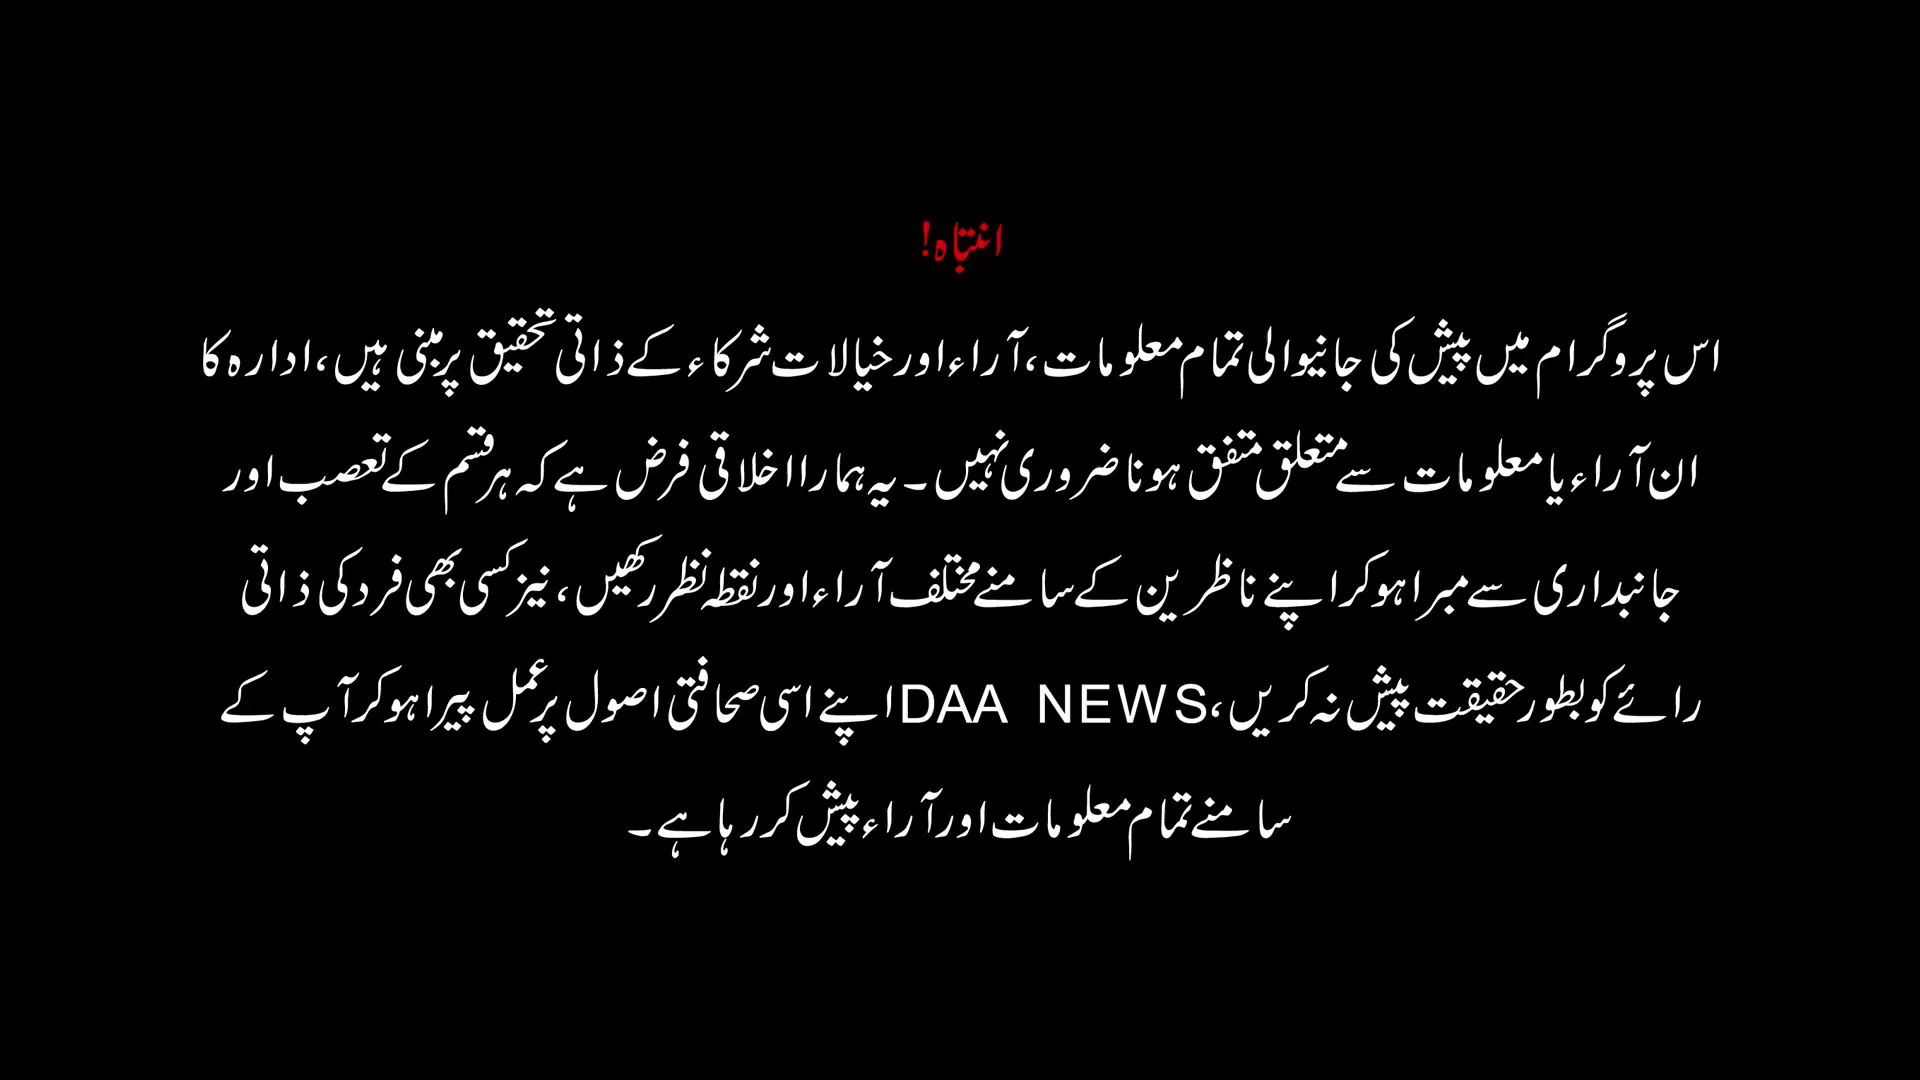 انتباہ!
اس پروگرام میں پیش کی جانیوالی تمام معلومات، آراء اور خیالات شرکاء کے ذاتی تحقیق پر مبنی ہیں، ادارہ کا
ان آراء یا معلومات سے متعلق متفق ہونا ضروری نہیں۔ یہ ہمارا اخلاقی فرض ہے کہ ہر قسم کے تعصب اور
جانبداری سے مبرا ہوکر اپنے ناظرین کے سامنے مختلف آراء اور نقطہ نظر رکھیں، نیز کسی بھی فرد کی ذاتی
رائے کو بطور حقیقت پیش نہ کریں، DAA NEWS اپنے اسی صحافتی اصول پر عمل پیرا ہوکر آپ کے
سامنے تمام معلومات اور آراء پیش کر رہا ہے۔